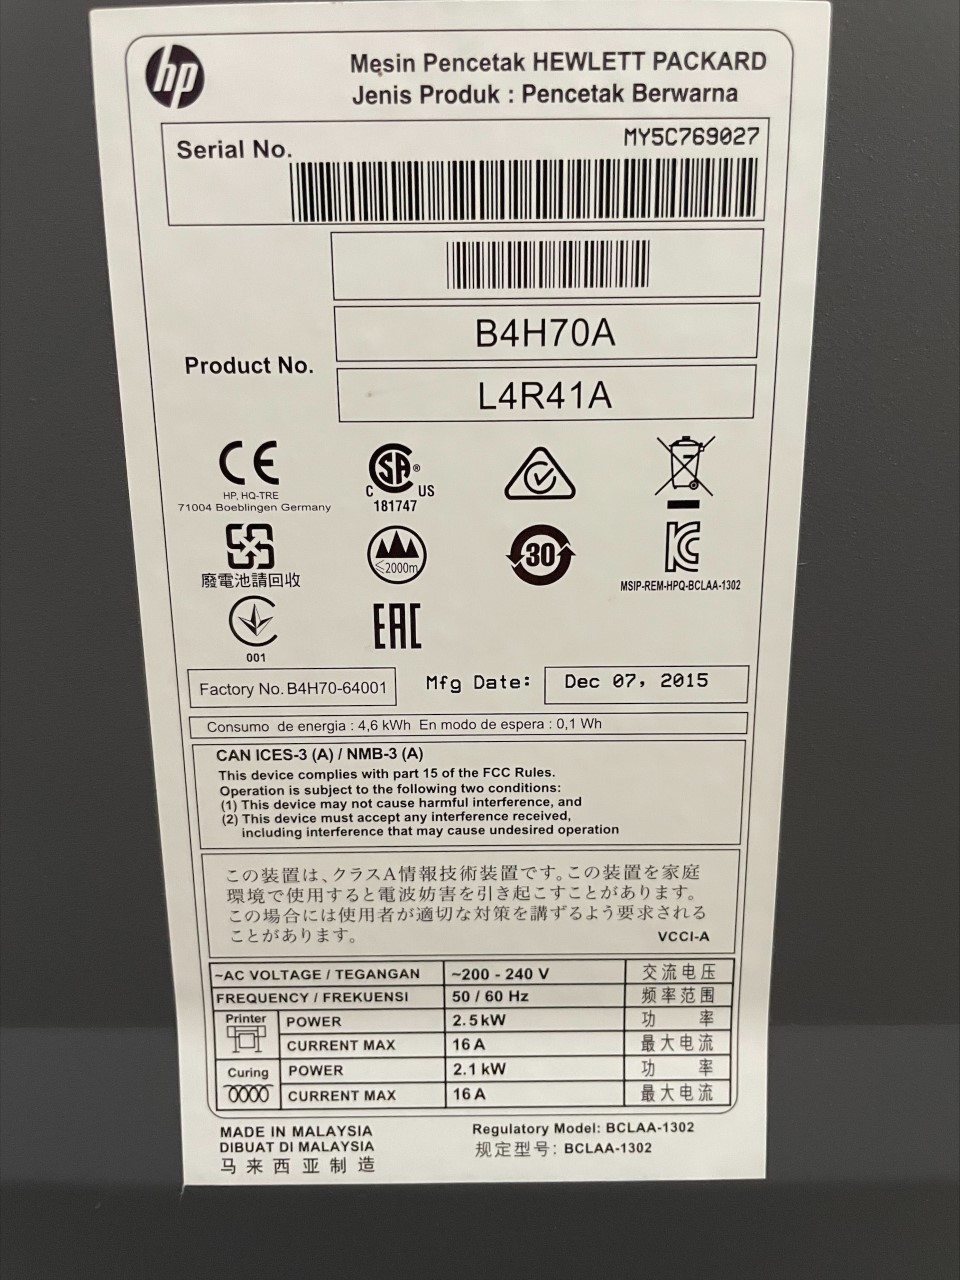 hp
Mesin Pencetak HEWLETT PACKARD
Jenis Produk : Pencetak Berwarna
Serial No.
MY5C769027
Product No.
B4H70A
L4R41A
CE
HP, HQ-TRE
71004 Boeblingen Germany
SA®
C US
181747
廢電池請回收
≤2000m
30
KC
MSIP-REM-HPQ-BCLAA-1302
001
EAC
Factory No. B4H70-64001
Mfg Date:
Dec 07, 2015
Consumo de energia : 4,6 kWh En modo de espera : 0,1 Wh
CAN ICES-3 (A) / NMB-3 (A)
This device complies with part 15 of the FCC Rules.
Operation is subject to the following two conditions:
(1) This device may not cause harmful interference, and
(2) This device must accept any interference received,
including interference that may cause undesired operation
この装置は、クラスA情報技術装置です。この装置を家庭
環境で使用すると電波妨害を引き起こすことがあります。
この場合には使用者が適切な対策を講ずるよう要求される
ことがあります。
VCCI-A
~AC VOLTAGE / TEGANGAN ~200 - 240 V 交流电压
FREQUENCY / FREKUENSI 50 / 60 Hz 频率范围
Printer
POWER 2.5 kW 功 率
CURRENT MAX 16 A 最大电流
Curing
POWER 2.1 kW 功 率
CURRENT MAX 16 A 最大电流
MADE IN MALAYSIA
DIBUAT DI MALAYSIA
马来西亚制造
Regulatory Model: BCLAA-1302
规定型号: BCLAA-1302